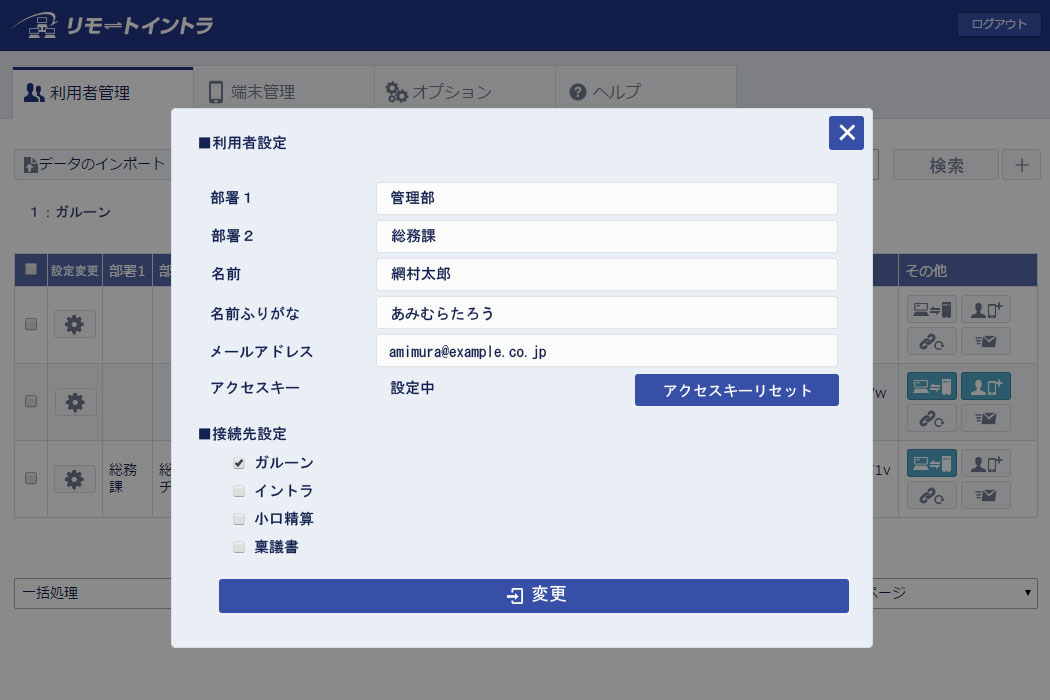 リモートイントラ
ログアウト
利用者管理
端末管理
オプション
ヘルプ
データのインポート
検索
1：ガルーン
設定変更
部署1
その他
総務課
一括処理
ページ
■利用者設定
部署1
管理部
部署2
総務課
名前
網村太郎
名前ふりがな
あみむらたろう
メールアドレス
amimura@example.co.jp
アクセスキー
設定中
アクセスキーリセット
■接続先設定
ガルーン
イントラ
小口精算
稟議書
変更